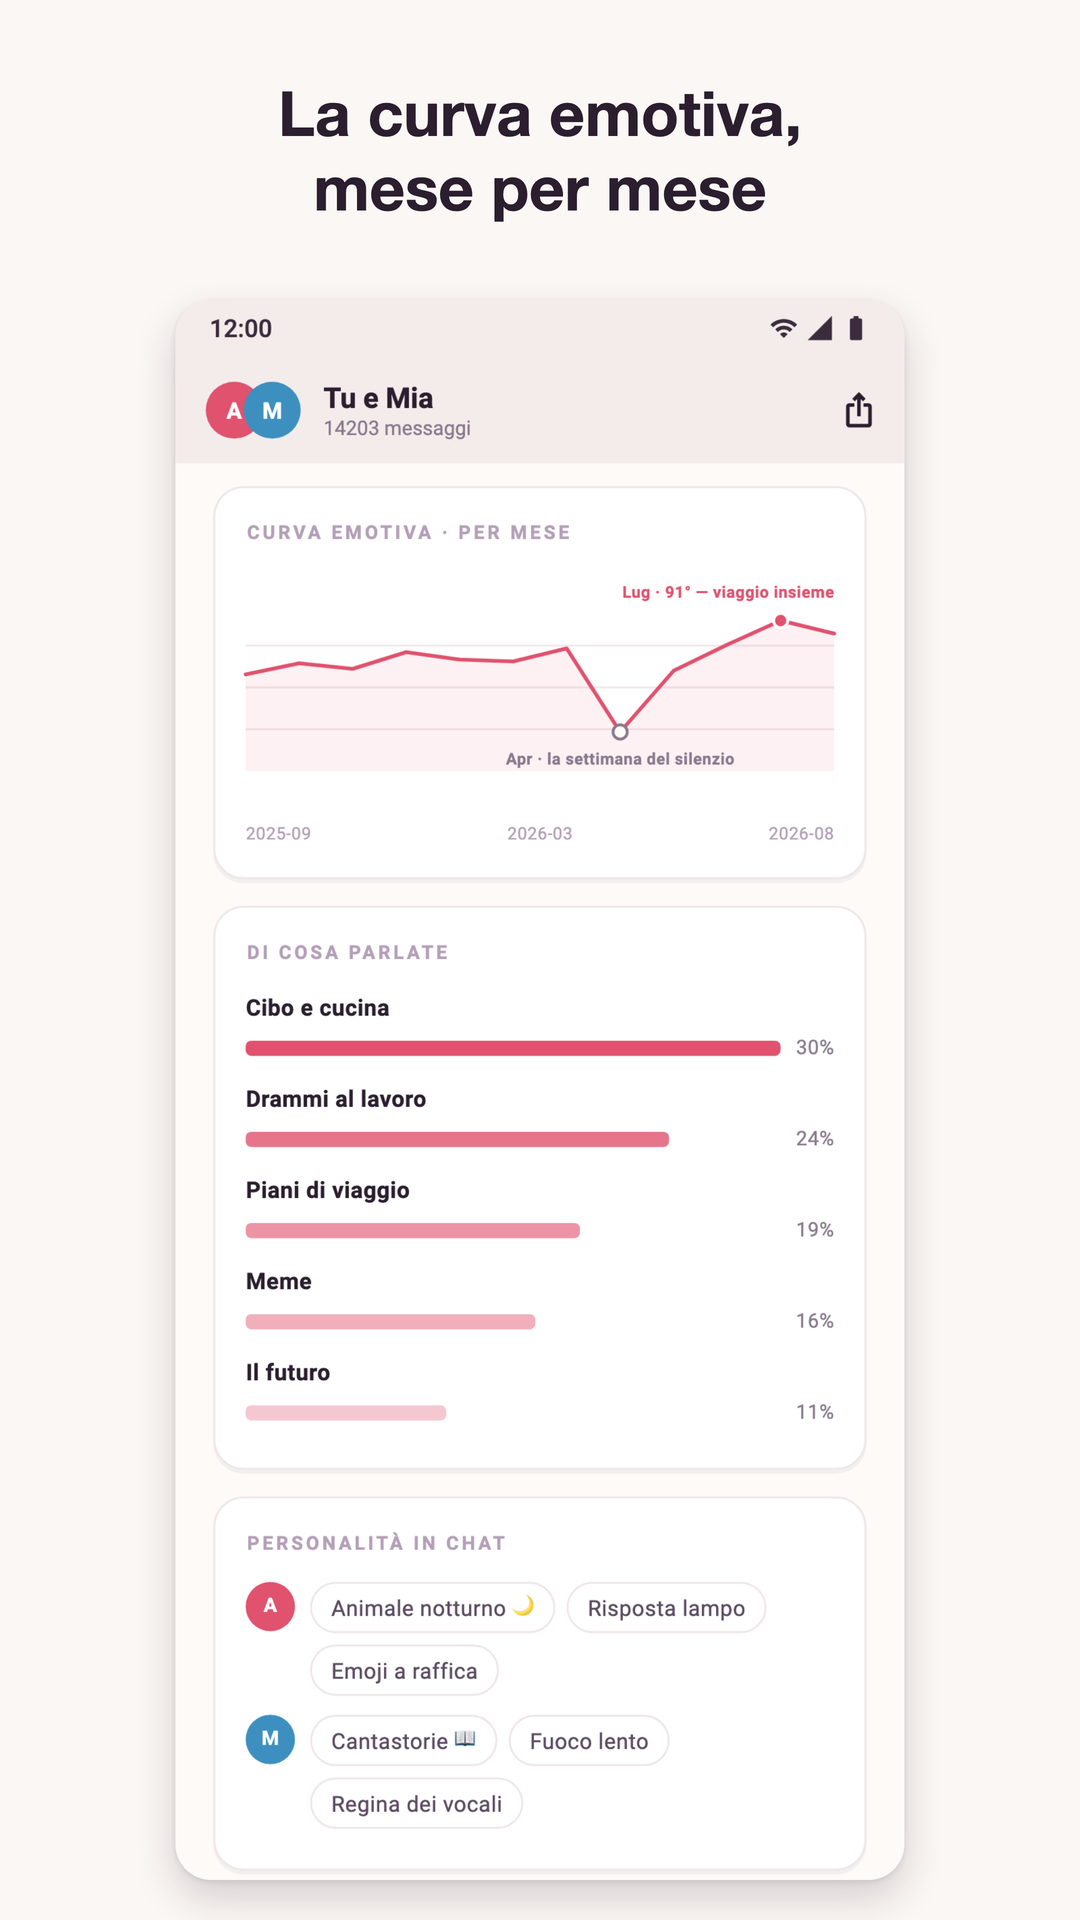 La curva emotiva,
mese per mese
12:00
A M
Tu e Mia
14203 messaggi
CURVA EMOTIVA · PER MESE
Lug · 91° — viaggio insieme
Apr · la settimana del silenzio
2025-09 2026-03 2026-08
DI COSA PARLATE
Cibo e cucina
30%
Drammi al lavoro
24%
Piani di viaggio
19%
Meme
16%
Il futuro
11%
PERSONALITÀ IN CHAT
A Animale notturno 🌙 Risposta lampo
Emoji a raffica
M Cantastorie 📖 Fuoco lento
Regina dei vocali